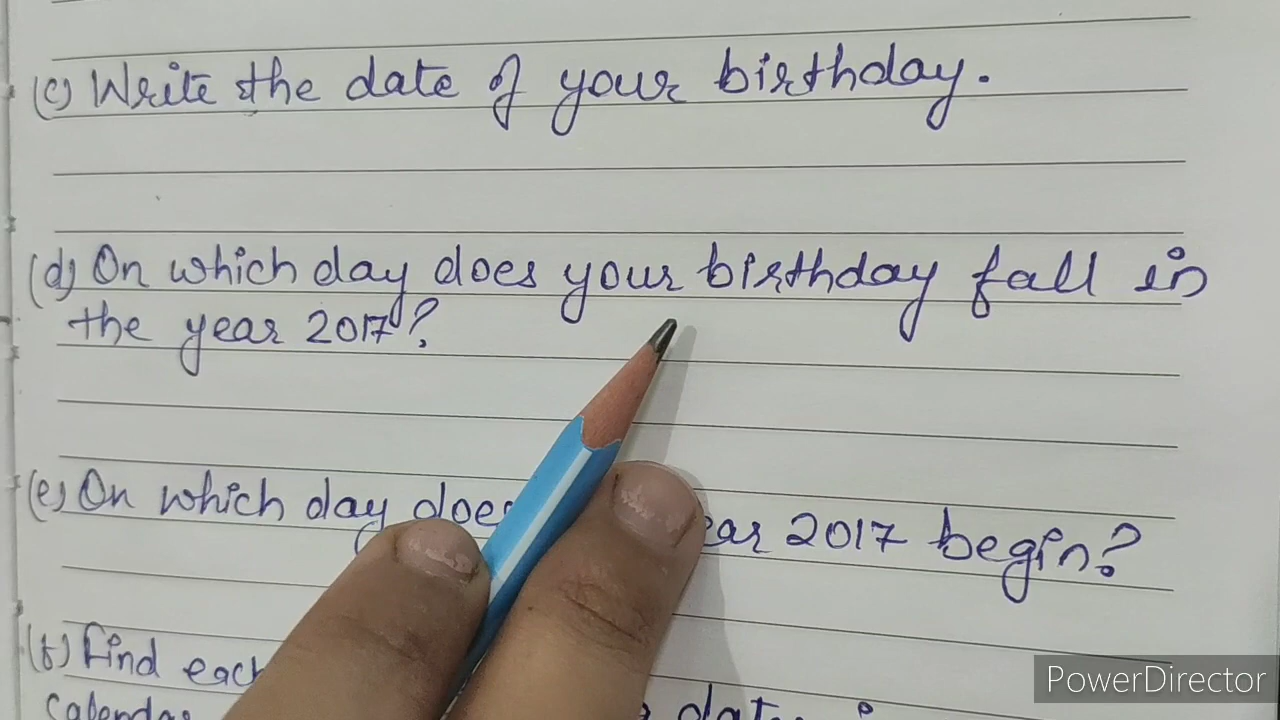 (c) Write the date of your birthday.
(d) On which day does your birthday fall in
the year 2017?
(e) On which day does ear 2017 begin?
(f) Find each
Calendar
PowerDirector